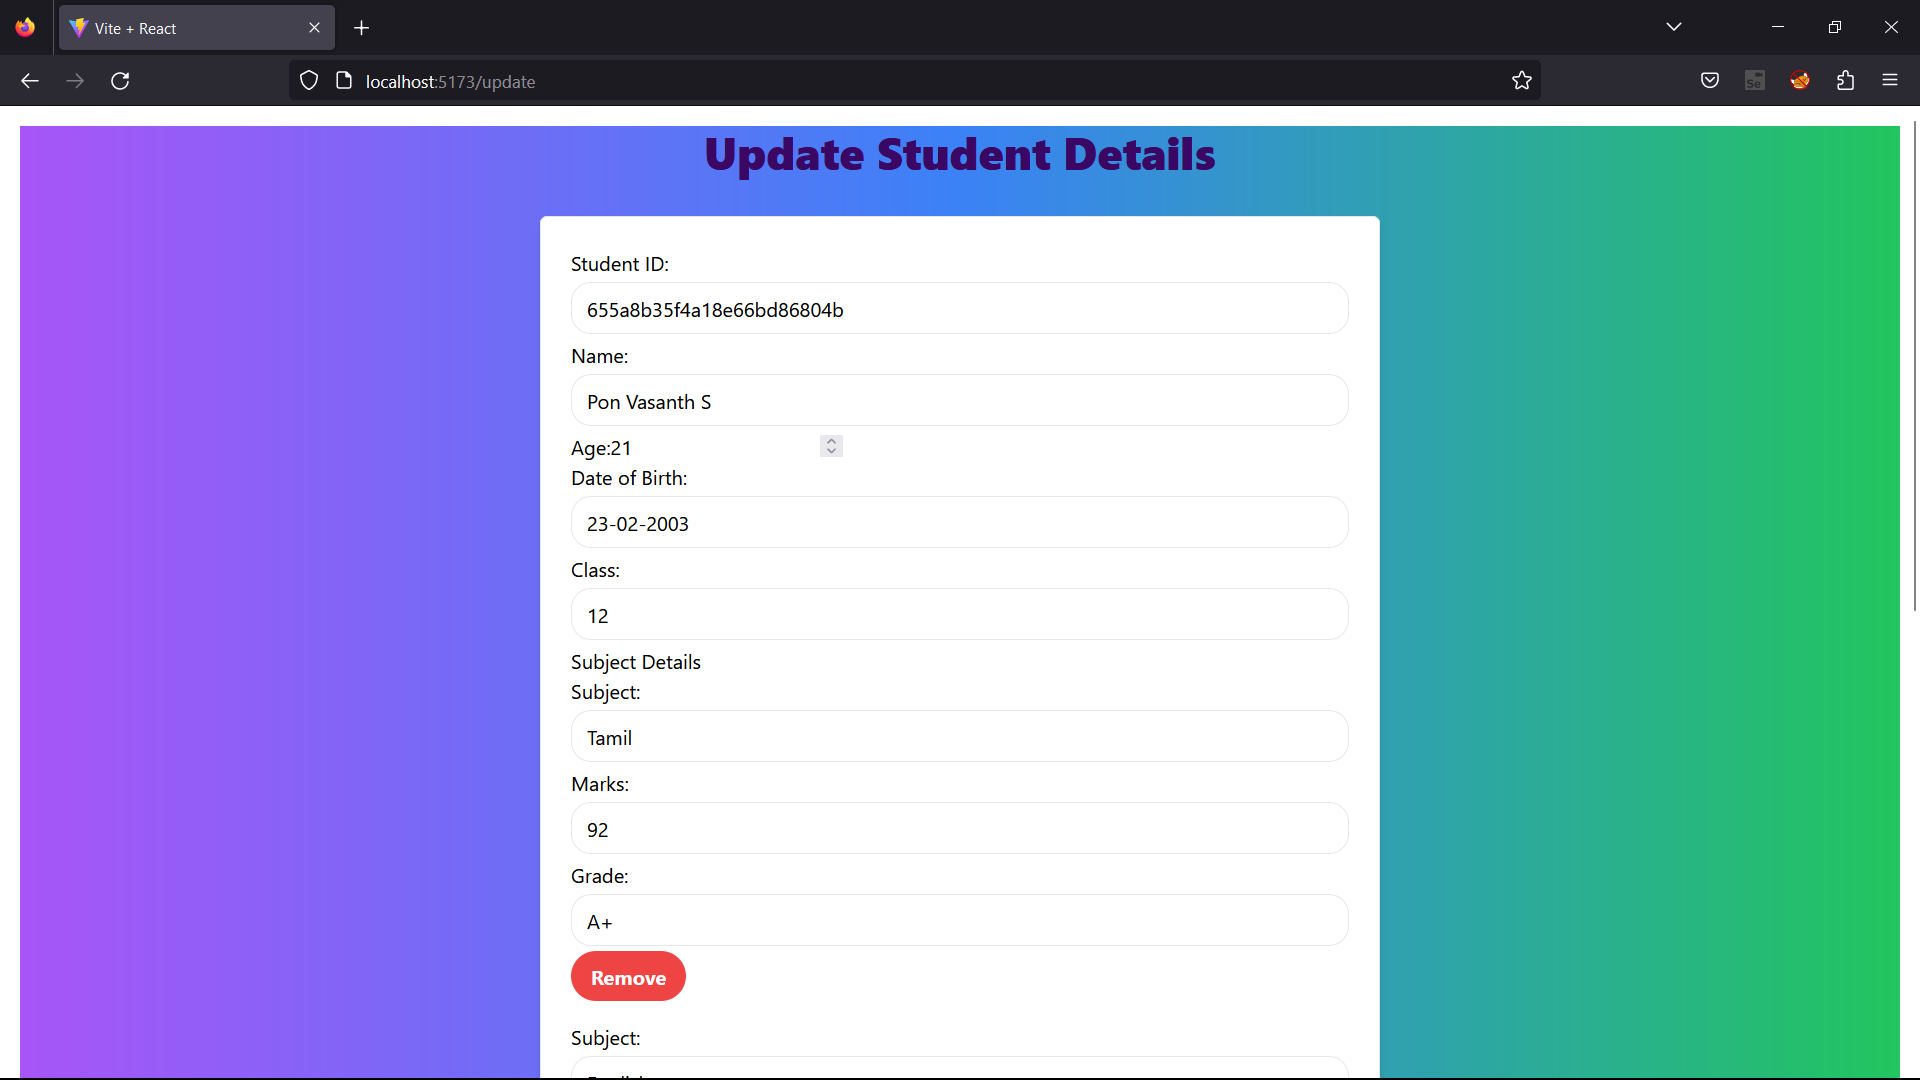 Vite + React
localhost:5173/update
Se
Update Student Details
Student ID:
655a8b35f4a18e66bd86804b
Name:
Pon Vasanth S
Age:21
Date of Birth:
23-02-2003
Class:
12
Subject Details
Subject:
Tamil
Marks:
92
Grade:
A+
Remove
Subject: